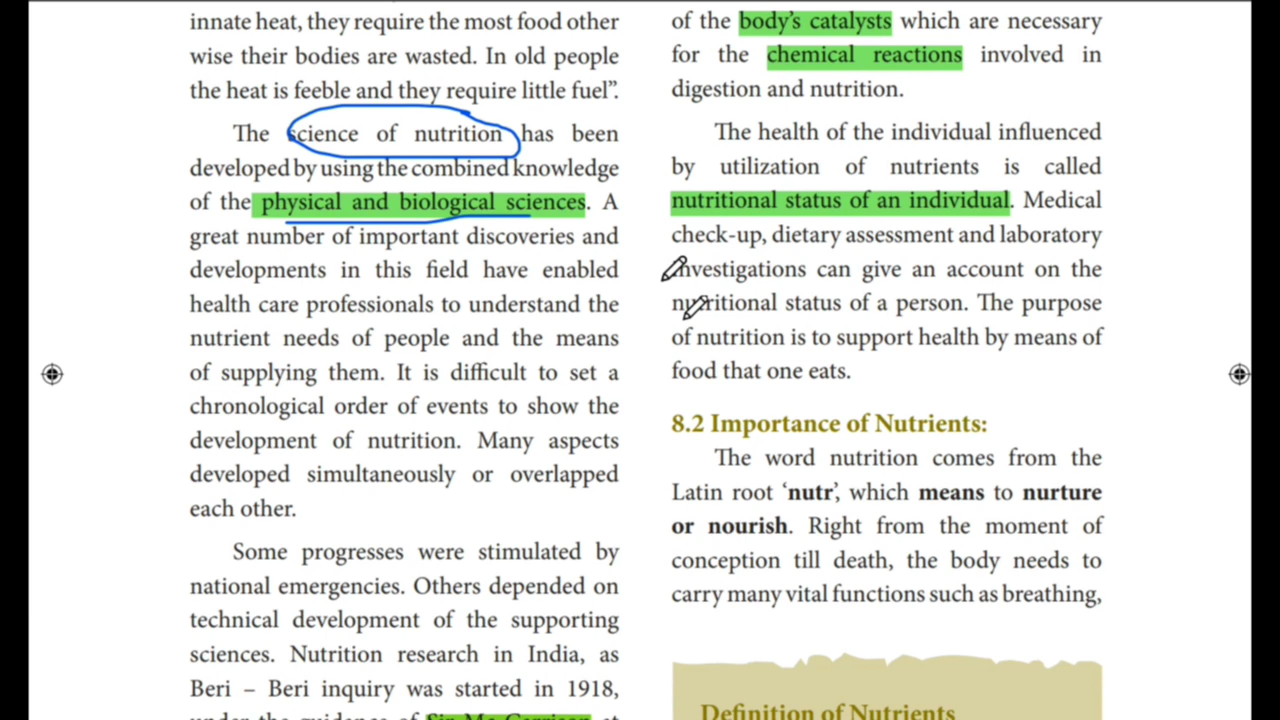 innate heat, they require the most food other
wise their bodies are wasted. In old people
the heat is feeble and they require little fuel”.
The science of nutrition has been
developed by using the combined knowledge
of the physical and biological sciences. A
great number of important discoveries and
developments in this field have enabled
health care professionals to understand the
nutrient needs of people and the means
of supplying them. It is difficult to set a
chronological order of events to show the
development of nutrition. Many aspects
developed simultaneously or overlapped
each other.
Some progresses were stimulated by
national emergencies. Others depended on
technical development of the supporting
sciences. Nutrition research in India, as
Beri – Beri inquiry was started in 1918,
under the guidance of Sir Mc Carrison at
of the body’s catalysts which are necessary
for the chemical reactions involved in
digestion and nutrition.
The health of the individual influenced
by utilization of nutrients is called
nutritional status of an individual. Medical
check-up, dietary assessment and laboratory
investigations can give an account on the
nutritional status of a person. The purpose
of nutrition is to support health by means of
food that one eats.
8.2 Importance of Nutrients:
The word nutrition comes from the
Latin root ‘nutr’, which means to nurture
or nourish. Right from the moment of
conception till death, the body needs to
carry many vital functions such as breathing,
Definition of Nutrients